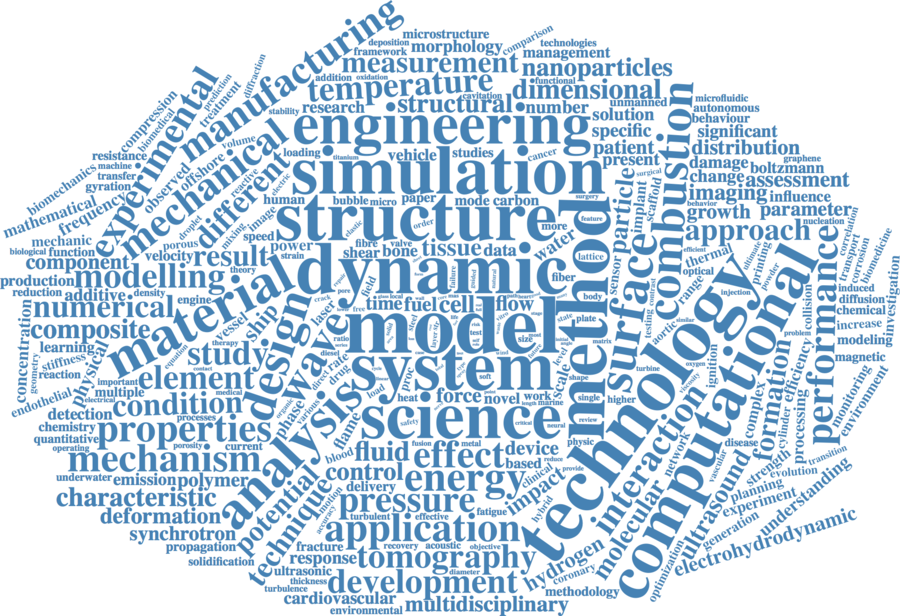 manufacturing
microstructure
deposition
comparison
framework
morphology
technologies
management
measurement
nanoparticles
functional
addition
oxidation
temperature
cavitation
dimensional
diffraction
prediction
treatment
experimental
compression
biomedical
stability
research
structural
number
unmanned
solution
microfluidic
autonomous
behaviour
engineering
specific
significant
volume
loading
titanium
vehicle
studies
cancer
patient
distribution
resistance
machine
transfer
offshore
observed
mechanical
simulation
present
surgical
damage
graphene
boltzmann
change
assessment
biomechanics
gyration
reactive
electric
different
human
bubble
micro
paper
mode
carbon
surgery
implant
scaffold
combustion
imaging
behavior
influence
mathematical
frequency
droplet
mixing
image
structure
order
more
feature
particle
growth
parameter
nucleation
mechanic
biological
function
porous
speed
elastic
approach
component
velocity
result
power
strain
fibre
valve
shear
bone
tissue
data
water
method
lattice
sensor
surface
efficient
thermal
ultimate
printing
performance
correlation
transport
corrosion
biomedicine
production
modelling
theory
dynamic
failure
fiber
optical
powder
range
reduction
additive
density
engine
material
field
laser
crack
pore
repair
time
fuel
cell
flow
body
injection
induced
diffusion
chemical
numerical
vessel
ship
design
wave
free
model
state
plate
testing
contrast
aortic
collision
increase
concentration
composite
equation
therapy
ratio
series
size
matrix
technology
computational
problem
modeling
investigation
learning
stiffness
geometry
reaction
physical
study
contact
diesel
rate
drug
direct
system
soft
test
level
scale
shape
turbine
oxygen
ignition
magnetic
endothelial
important
electrical
multiple
element
medical
organic
various
phase
load
proc
heat
force
novel
work
length
marine
single
higher
complex
cylinder
efficiency
processing
monitoring
environment
detection
condition
processes
analysis
flame
safety
science
critical
neural
review
chemistry
quantitative
operating
properties
porosity
current
blood
fluid
fusion
metal
effect
device
physic
interaction
network
disease
formation
mechanism
underwater
emission
polymer
potential
control
delivery
energy
based
reduce
clinical
provide
impact
hybrid
molecular
vascular
ultrasound
strength
evolution
transition
characteristic
technique
motion
accuracy
pressure
turbulent
effective
fatigue
planning
experiment
understanding
deformation
synchrotron
application
generation
propagation
solidification
fracture
recovery
acoustic
objective
hydrogen
coronary
optimization
electrohydrodynamic
response
tomography
ultrasonic
thickness
turbulence
diameter
development
methodology
cardiovascular
environmental
multidisciplinary